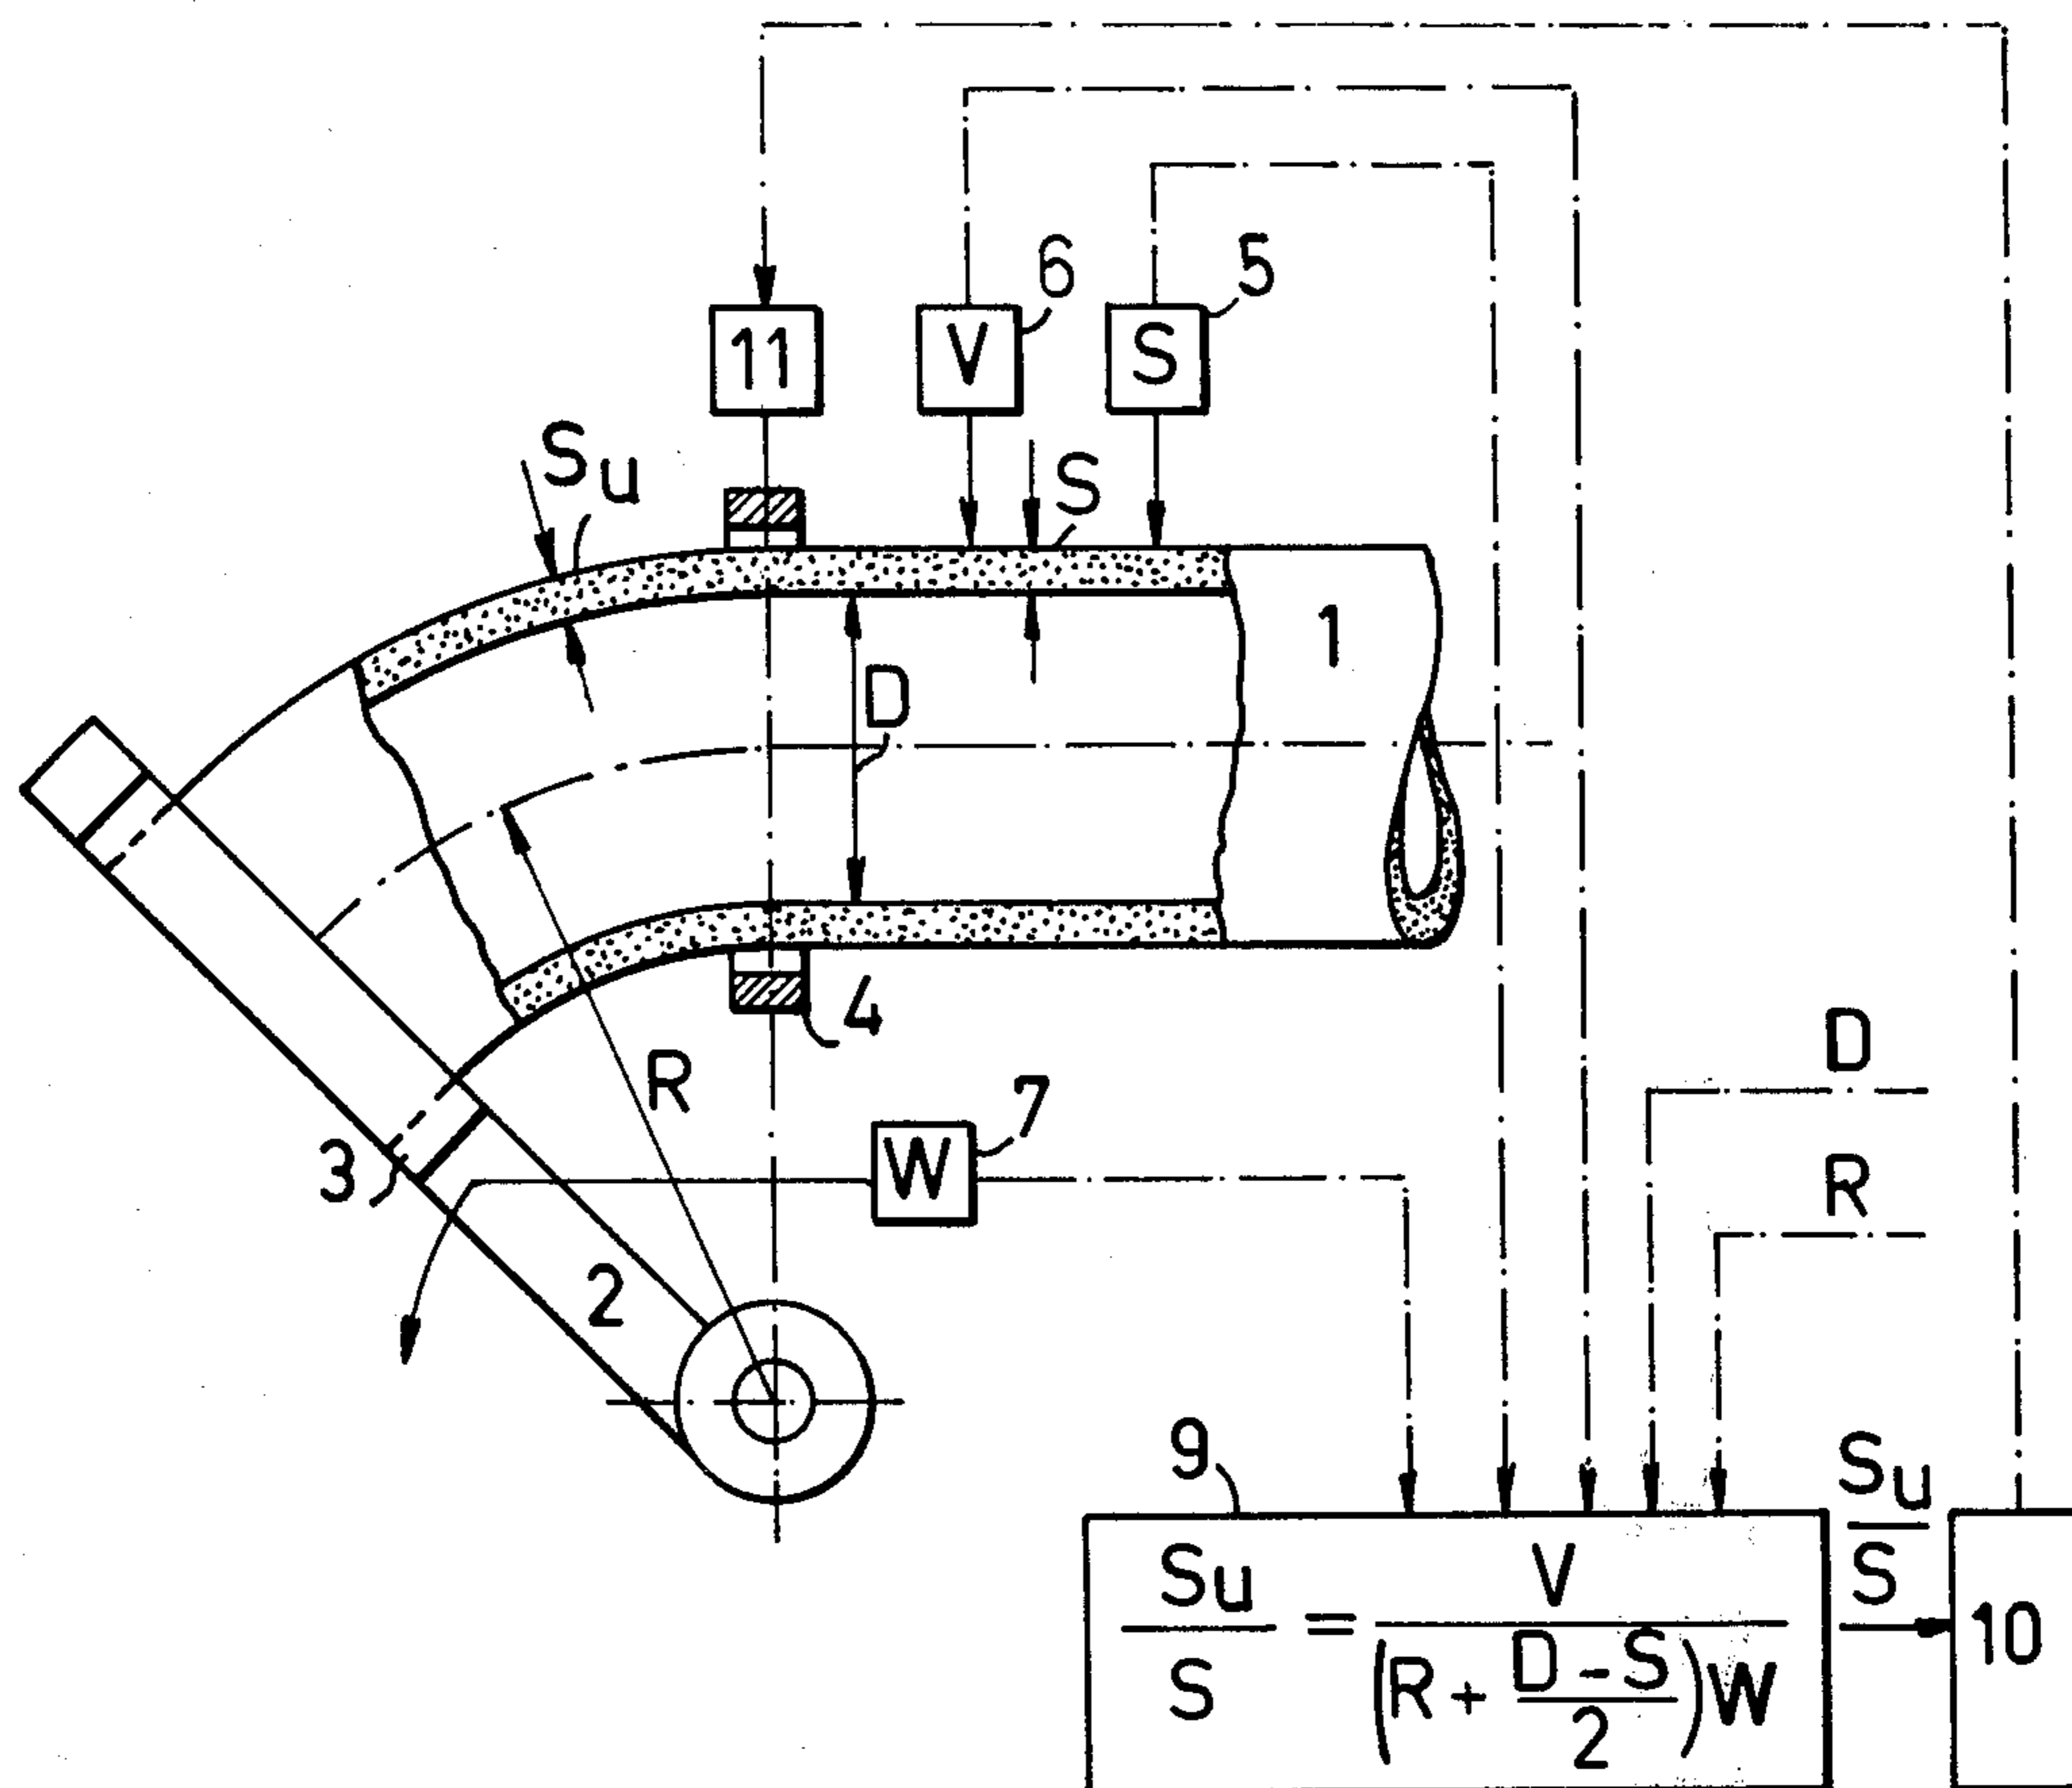 6
5
11
V
S
Su
S
1
D
4
D
R
7
W
R
3
2
9
Su
S
Su/S = V/((R + (D-S)/2)W)
10